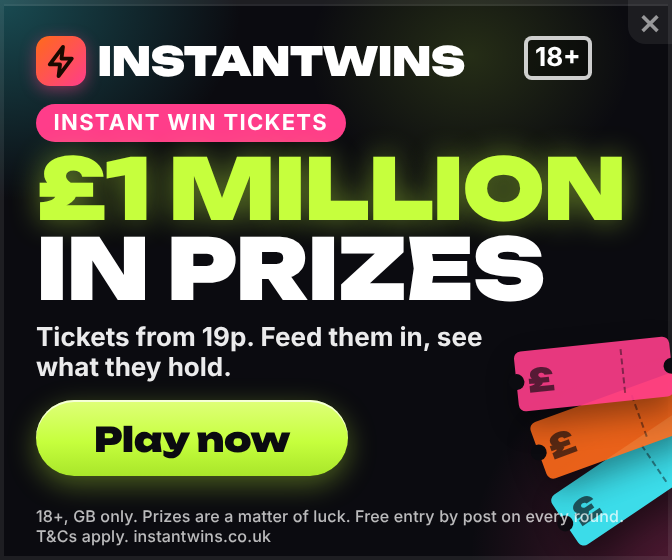 INSTANTWINS
18+
INSTANT WIN TICKETS
£1 MILLION
IN PRIZES
Tickets from 19p. Feed them in, see
what they hold.
£
£
£
Play now
18+, GB only. Prizes are a matter of luck. Free entry by post on every round.
T&Cs apply. instantwins.co.uk